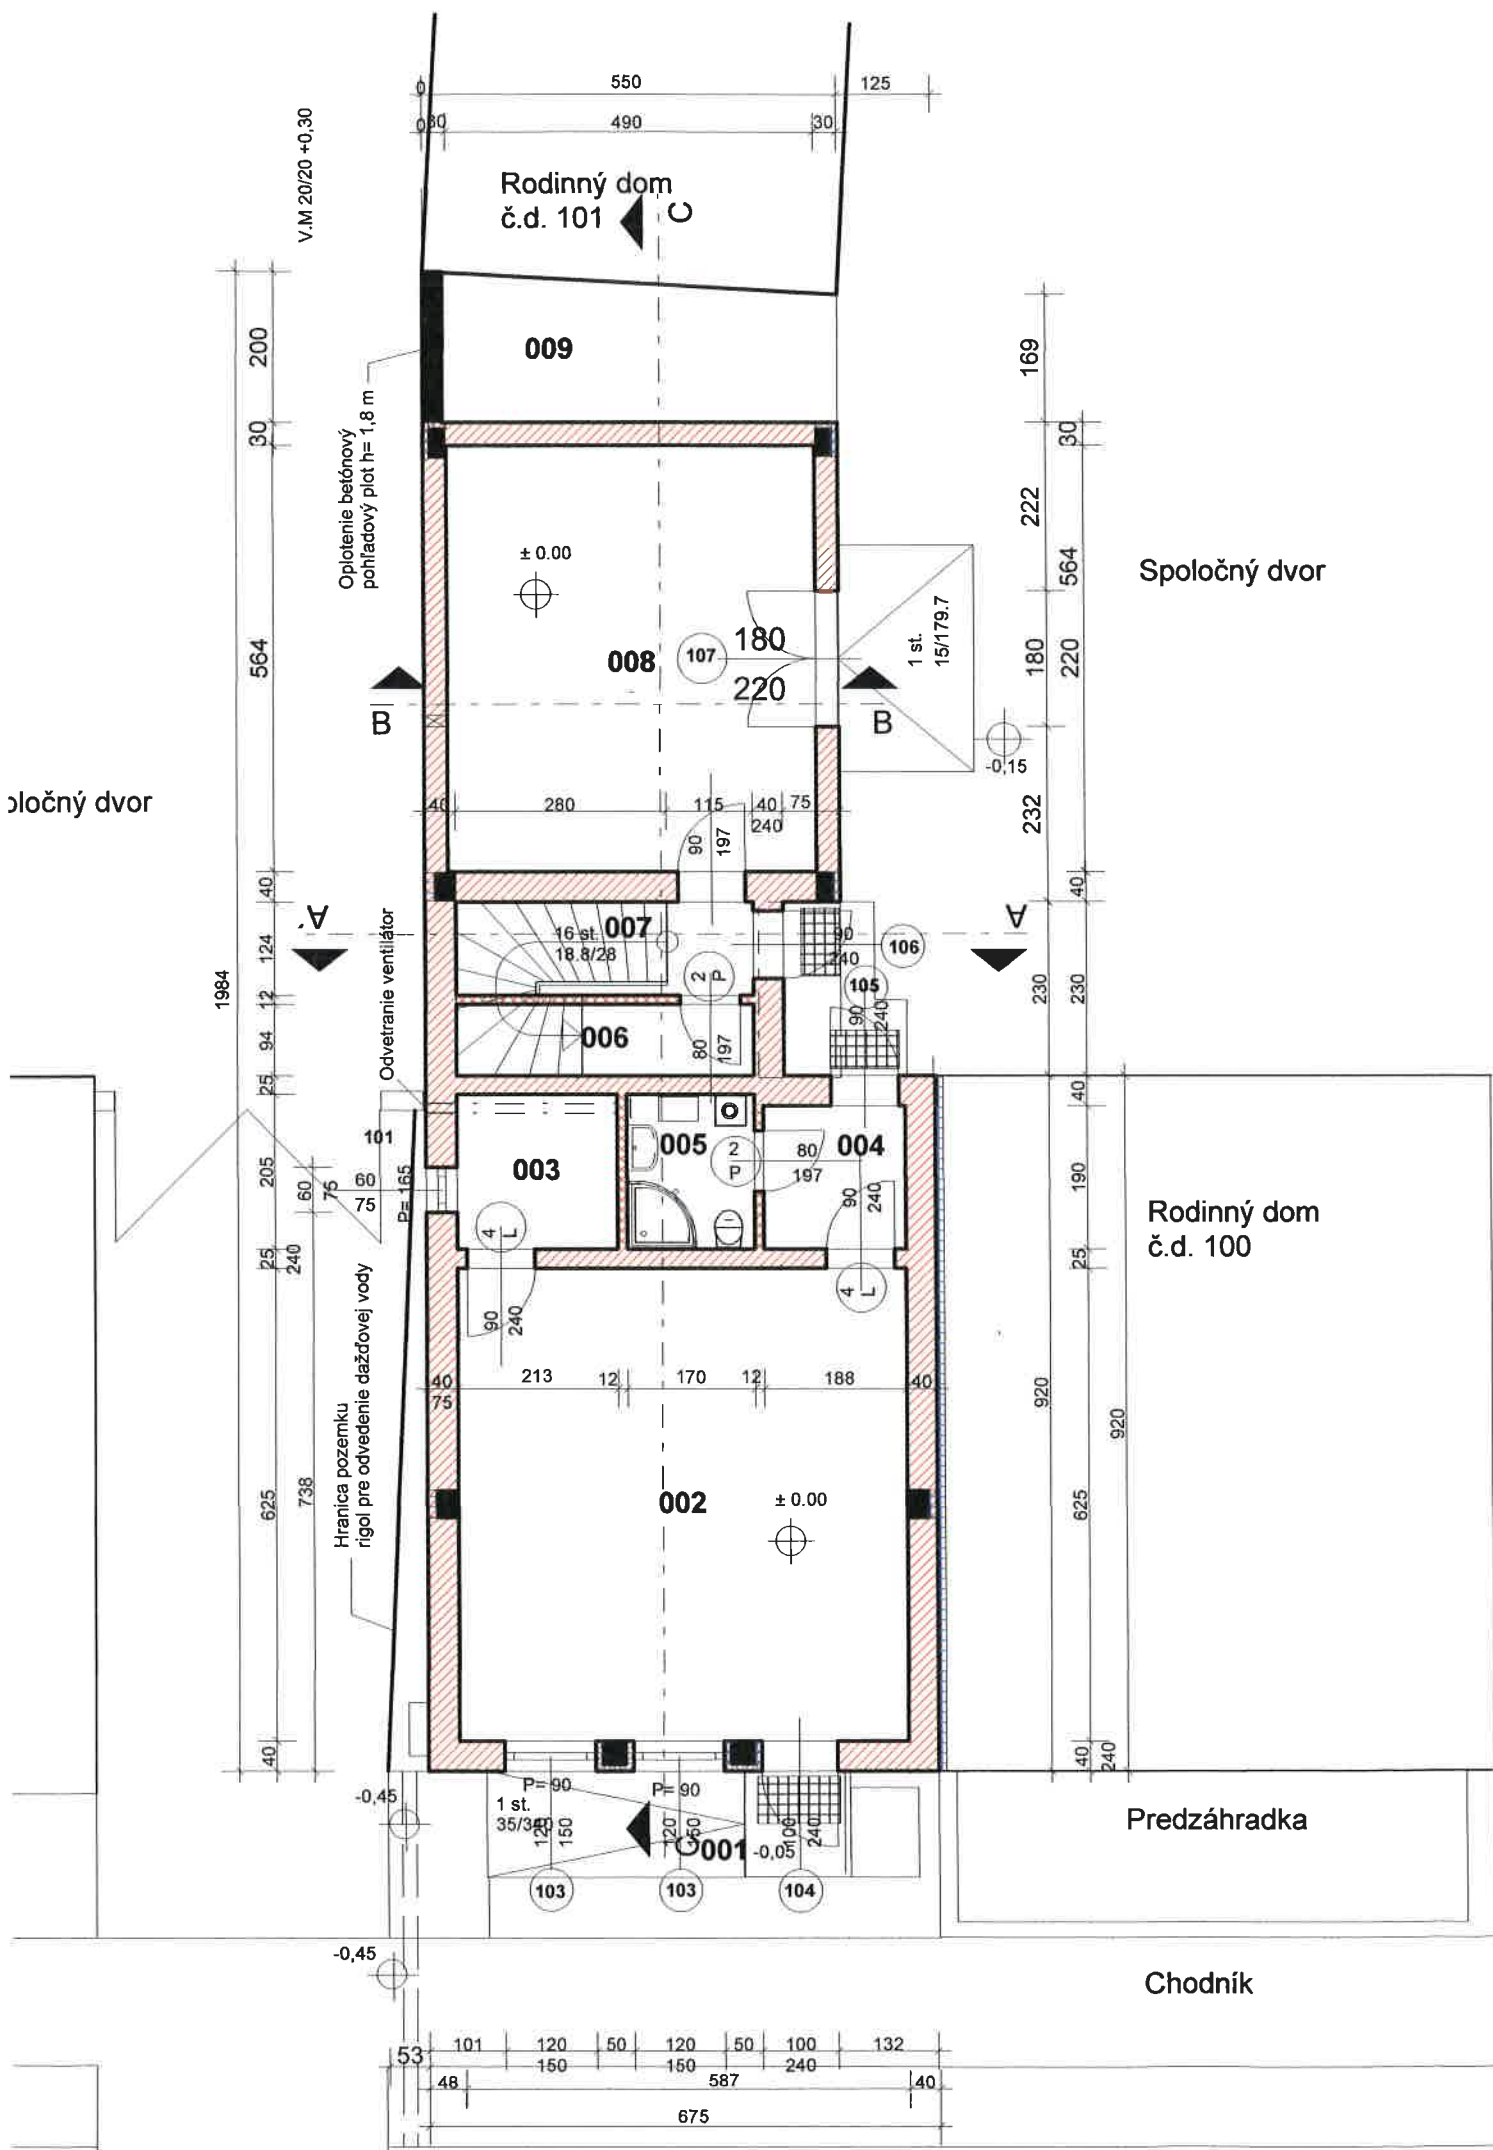 0 550 125
0 30 490 30
V.M 20/20 +0,30
Rodinný dom
č.d. 101
C
200
009
169
Oplotenie betónový
pohľadový plot h= 1,8 m
30
30
222
± 0.00
564
Spoločný dvor
1 st.
15/179.7
564
008
107
180
220
180
220
B
B
-0,15
oločný dvor
40 280 115 40 75
240
232
90
197
40
40
A'
A
Odvetranie ventilátor
124
16 st.
18.8/28
007
90
240
106
2
P
105
1984
12
230
230
94
006
80
197
90
240
25
40
101
205
60
75
60
75
P= 165
003
005
2
P
80
197
004
190
90
240
4
L
Rodinný dom
č.d. 100
25
240
25
4
L
90
240
Hranica pozemku
rigol pre odvedenie dažďovej vody
40 213 12 170 12 188 40
75
920
920
625
738
002
± 0.00
625
40
40
240
-0,45
P= 90
P= 90
1 st.
35/340
120
150
120
150
C
001
-0,05
100
240
Predzáhradka
103
103
104
-0,45
Chodník
53 101 120 50 120 50 100 132
150 150 240
48 587 40
675